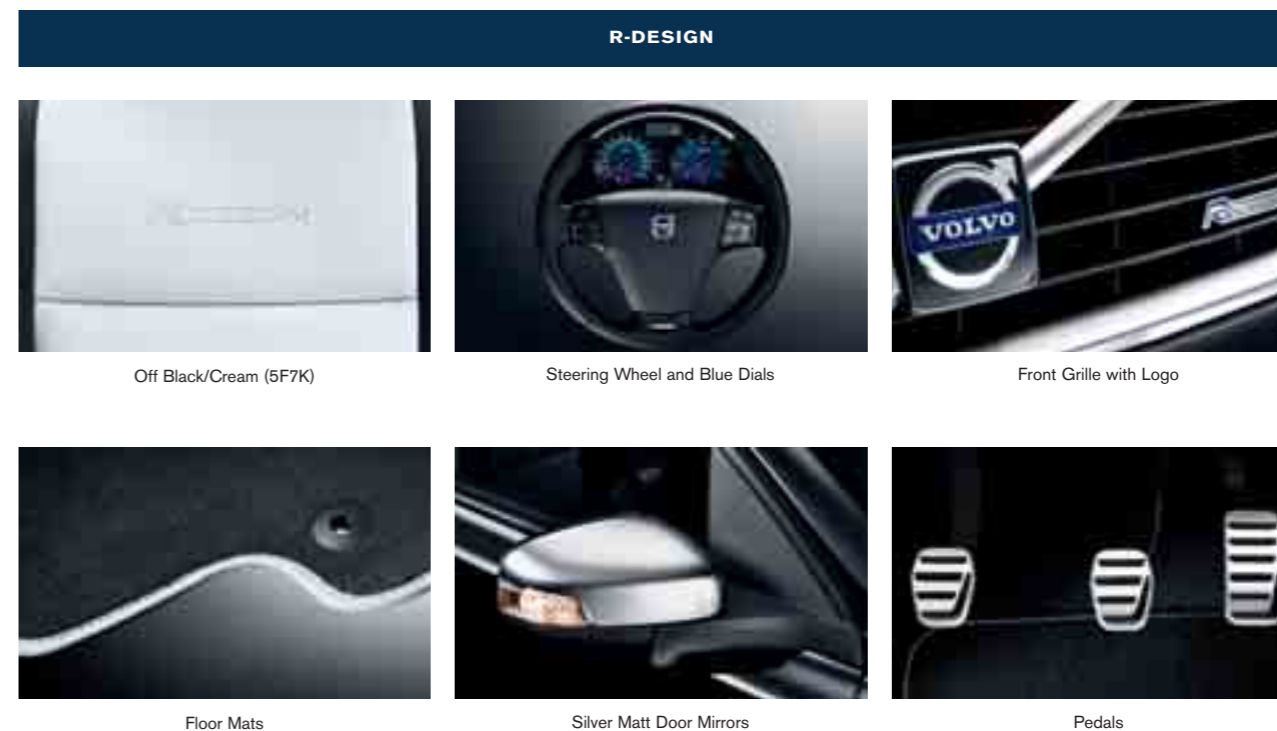 R-DESIGN
Off Black/Cream (5F7K)
Steering Wheel and Blue Dials
VOLVO
Front Grille with Logo
Floor Mats
Silver Matt Door Mirrors
Pedals